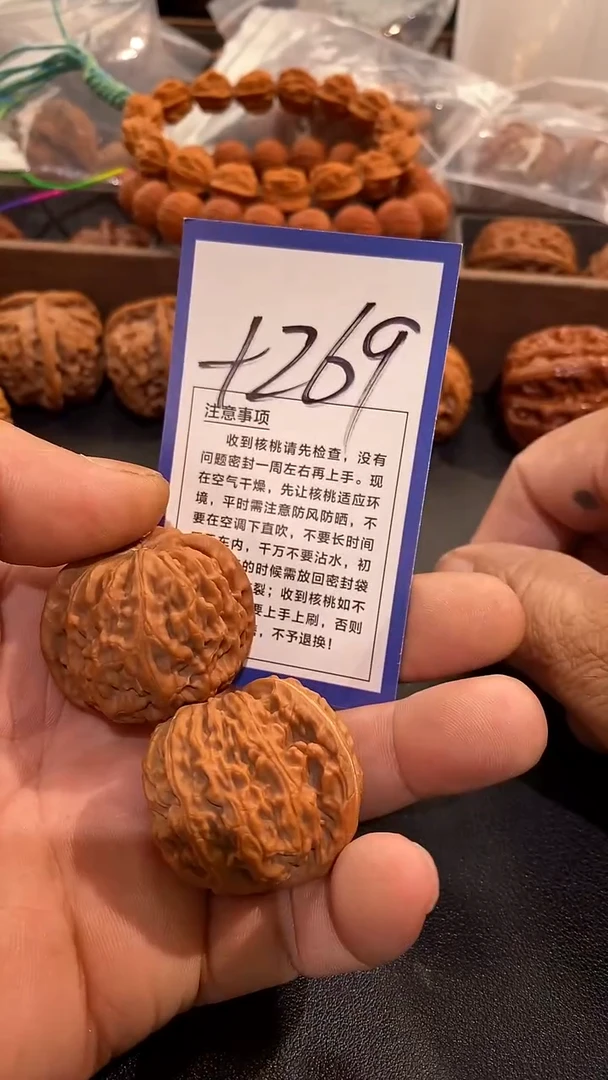 +269
注意事项
收到核桃请先检查，没有
问题密封一周左右再上手。现
在空气干燥，先让核桃适应环
境，平时需注意防风防晒，不
要在空调下直吹，不要长时间
车内，千万不要沾水，初
的时候需放回密封袋
裂；收到核桃如不
要上手上刷，否则
，不予退换！